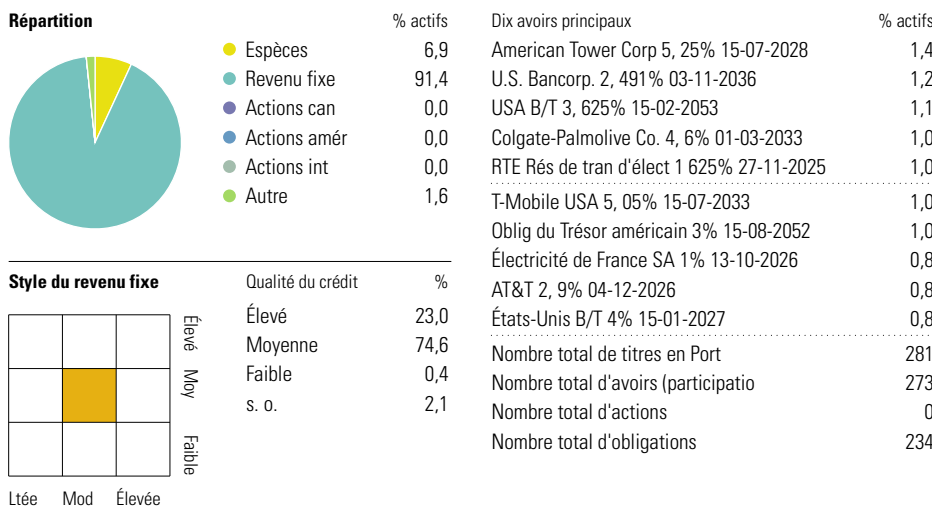 Répartition % actifs
Espèces 6,9
Revenu fixe 91,4
Actions can 0,0
Actions amér 0,0
Actions int 0,0
Autre 1,6
Style du revenu fixe
Élevé
Moy
Faible
Ltée Mod Élevée
Qualité du crédit %
Élevé 23,0
Moyenne 74,6
Faible 0,4
s. o. 2,1
Dix avoirs principaux % actifs
American Tower Corp 5, 25% 15-07-2028 1,4
U.S. Bancorp. 2, 491% 03-11-2036 1,2
USA B/T 3, 625% 15-02-2053 1,1
Colgate-Palmolive Co. 4, 6% 01-03-2033 1,0
RTE Rés de tran d'élect 1 625% 27-11-2025 1,0
T-Mobile USA 5, 05% 15-07-2033 1,0
Oblig du Trésor américain 3% 15-08-2052 1,0
Électricité de France SA 1% 13-10-2026 0,8
AT&T 2, 9% 04-12-2026 0,8
États-Unis B/T 4% 15-01-2027 0,8
Nombre total de titres en Port 281
Nombre total d'avoirs (participatio 273
Nombre total d'actions 0
Nombre total d'obligations 234